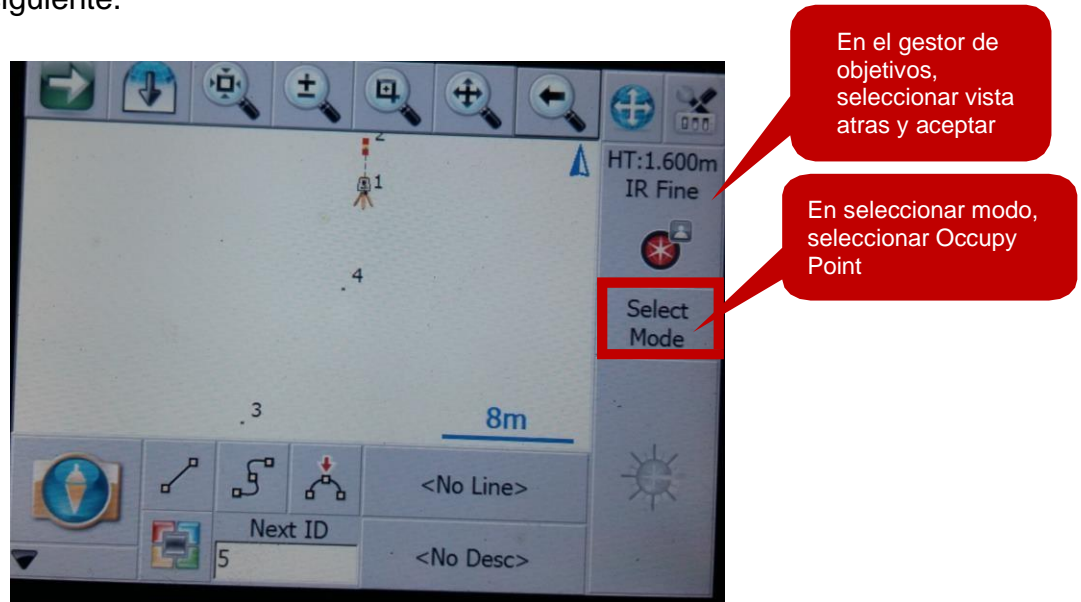 iguiente.
En el gestor de
objetivos,
seleccionar vista
atras y aceptar
2
1
HT:1.600m
IR Fine
En seleccionar modo,
seleccionar Occupy
Point
4
Select
Mode
3
8m
<No Line>
Next ID
5
<No Desc>